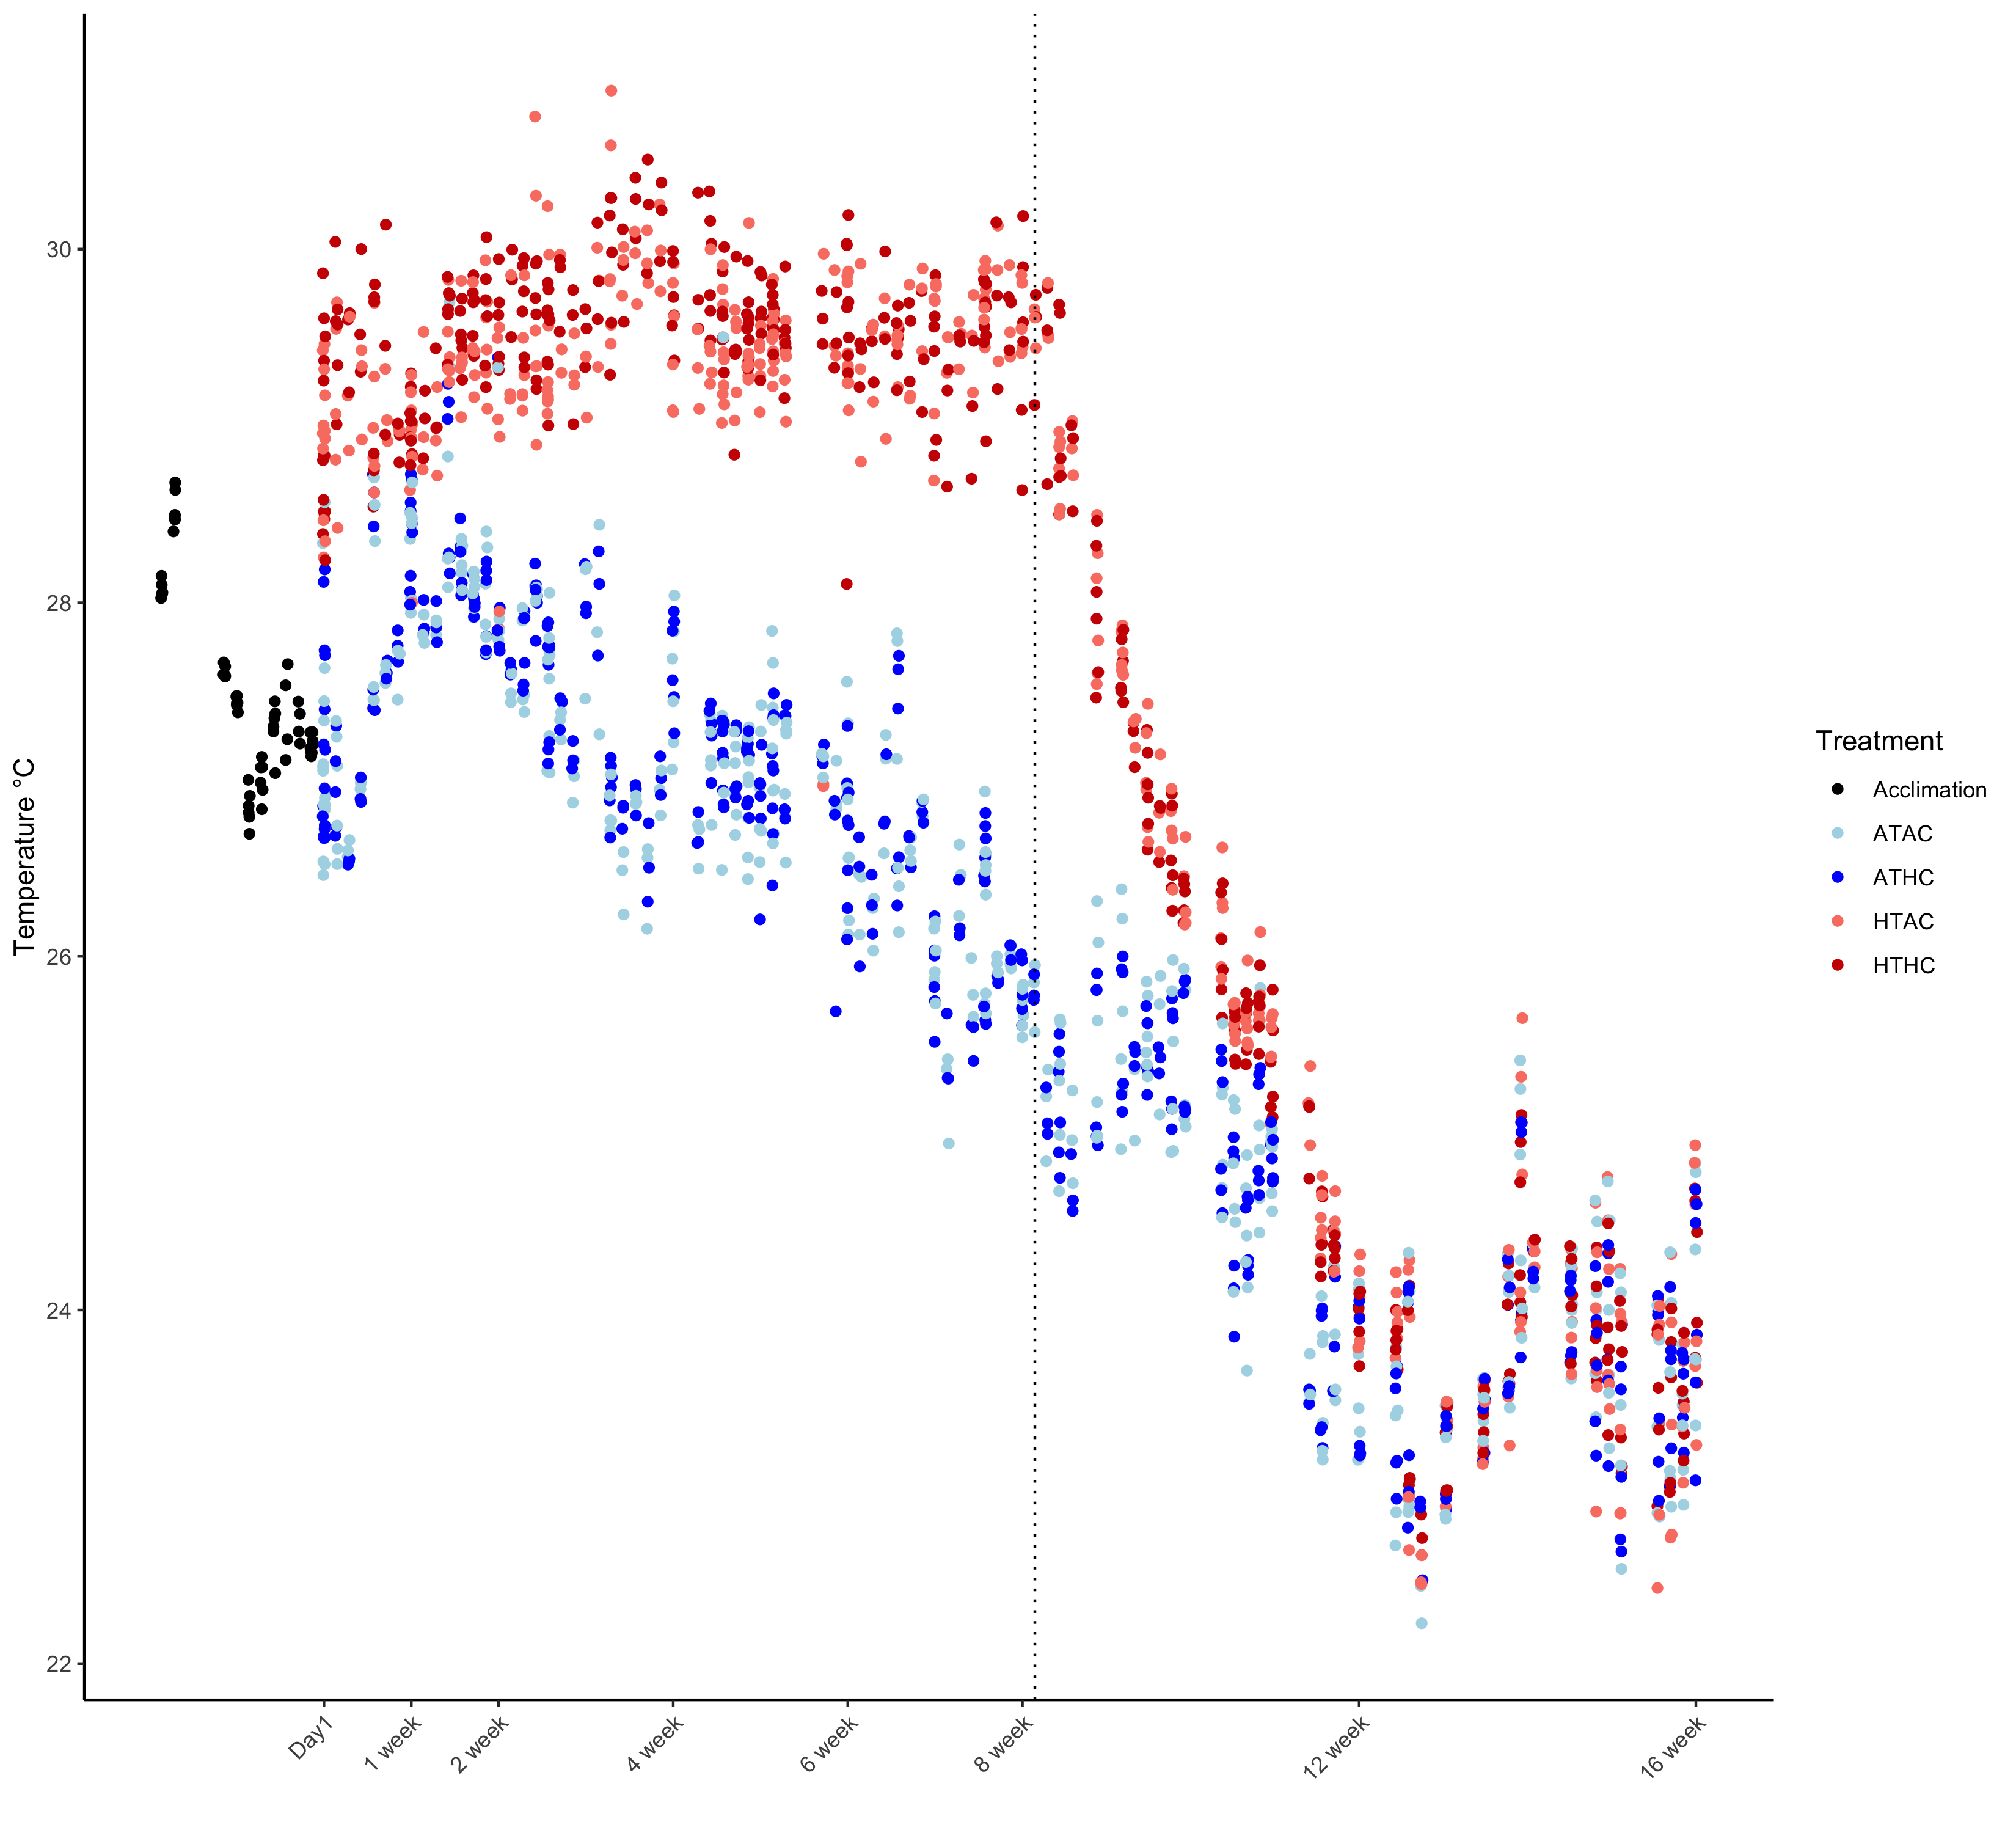 Temperature °C
30
28
26
24
22
Day1
1 week
2 week
4 week
6 week
8 week
12 week
16 week
Treatment
Acclimation
ATAC
ATHC
HTAC
HTHC